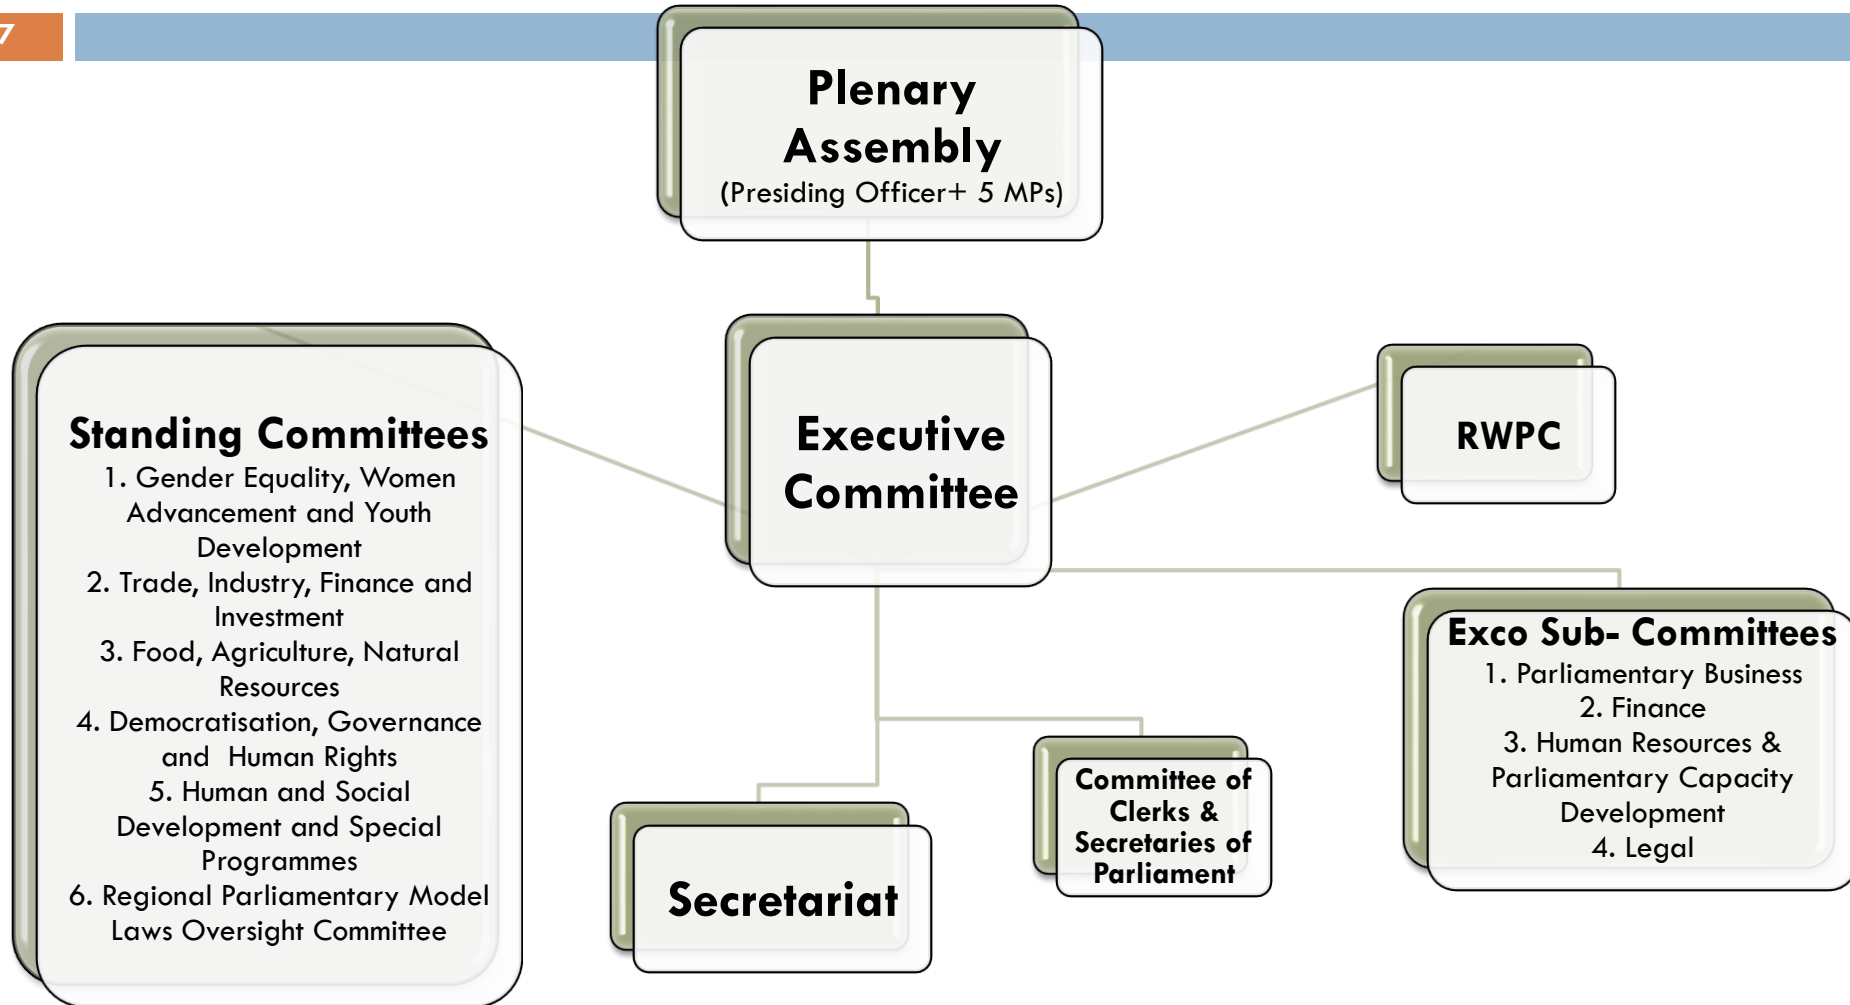 7
Plenary
Assembly
(Presiding Officer+ 5 MPs)
Standing Committees
1. Gender Equality, Women
Advancement and Youth
Development
2. Trade, Industry, Finance and
Investment
3. Food, Agriculture, Natural
Resources
4. Democratisation, Governance
and Human Rights
5. Human and Social
Development and Special
Programmes
6. Regional Parliamentary Model
Laws Oversight Committee
Executive
Committee
RWPC
Exco Sub- Committees
1. Parliamentary Business
2. Finance
3. Human Resources &
Parliamentary Capacity
Development
4. Legal
Committee of
Clerks &
Secretaries of
Parliament
Secretariat